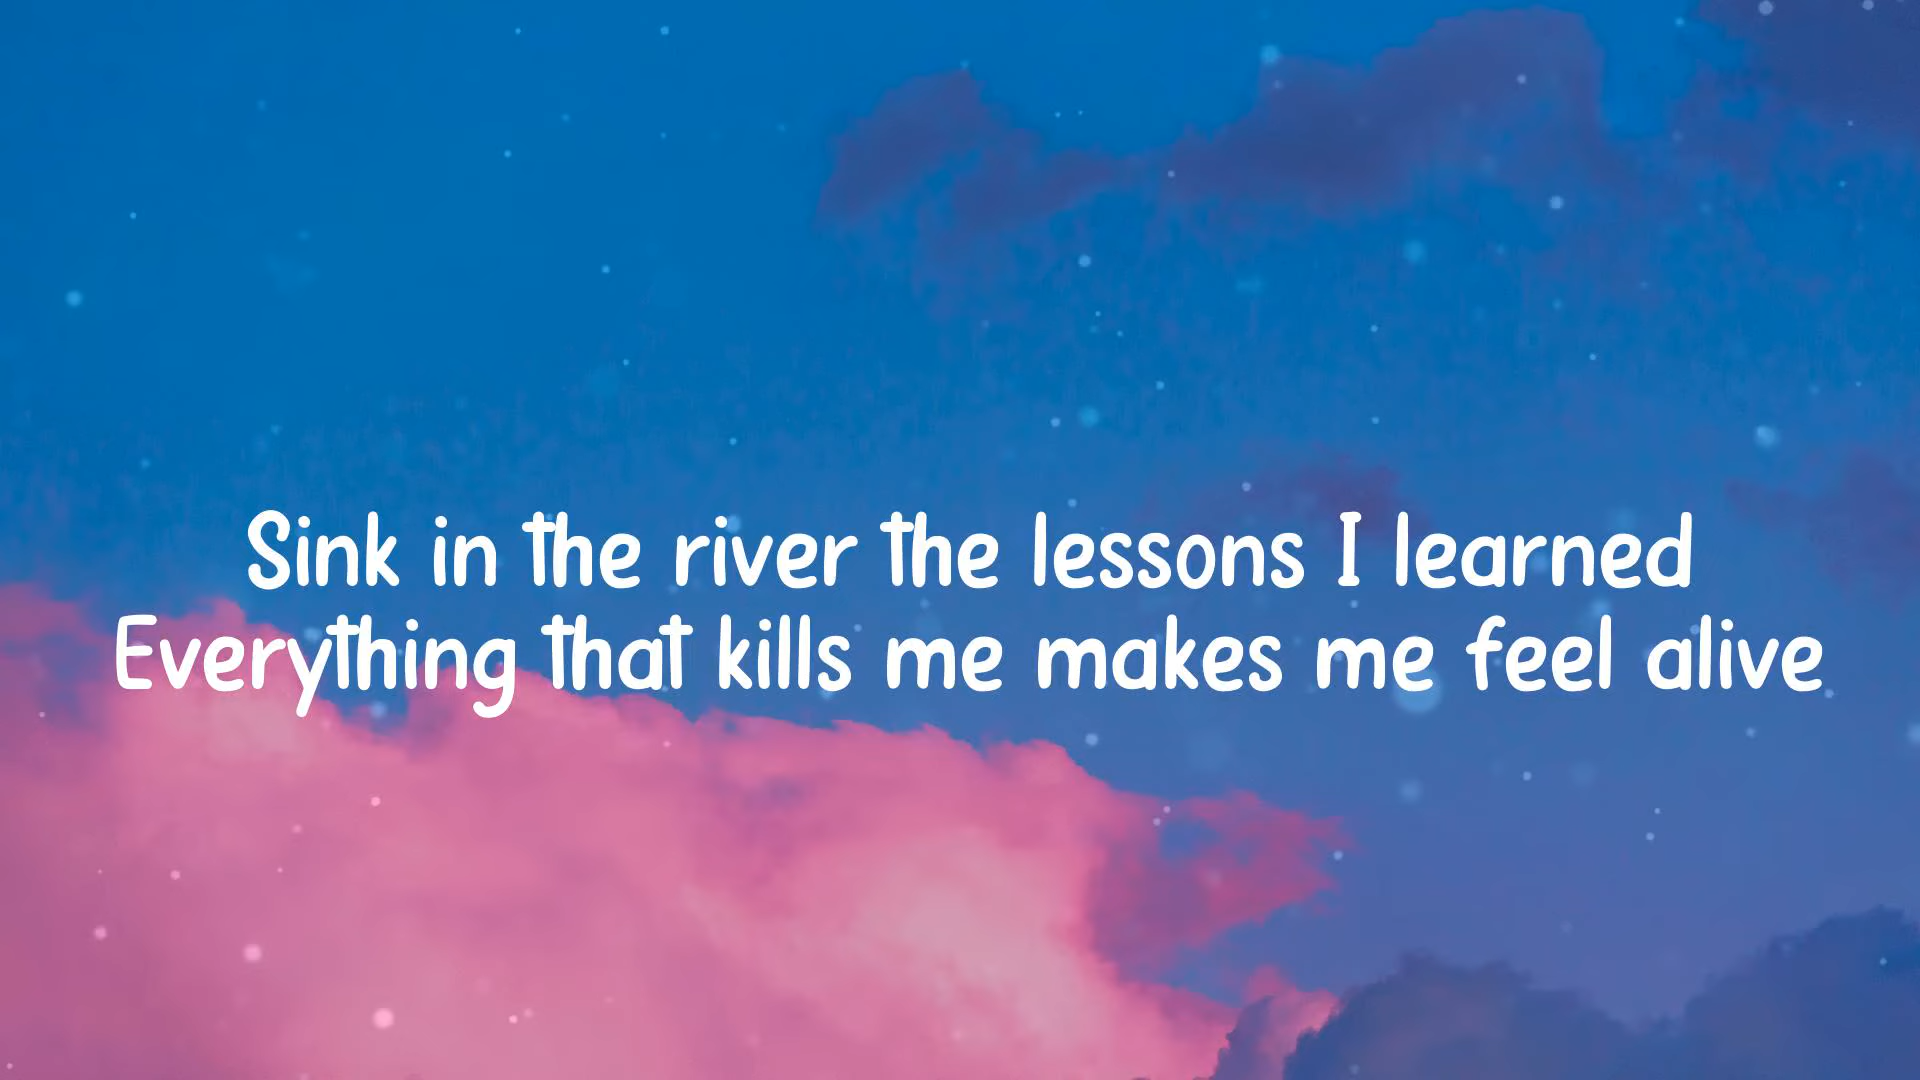 Sink in the river the lessons I learned
Everything that kills me makes me feel alive